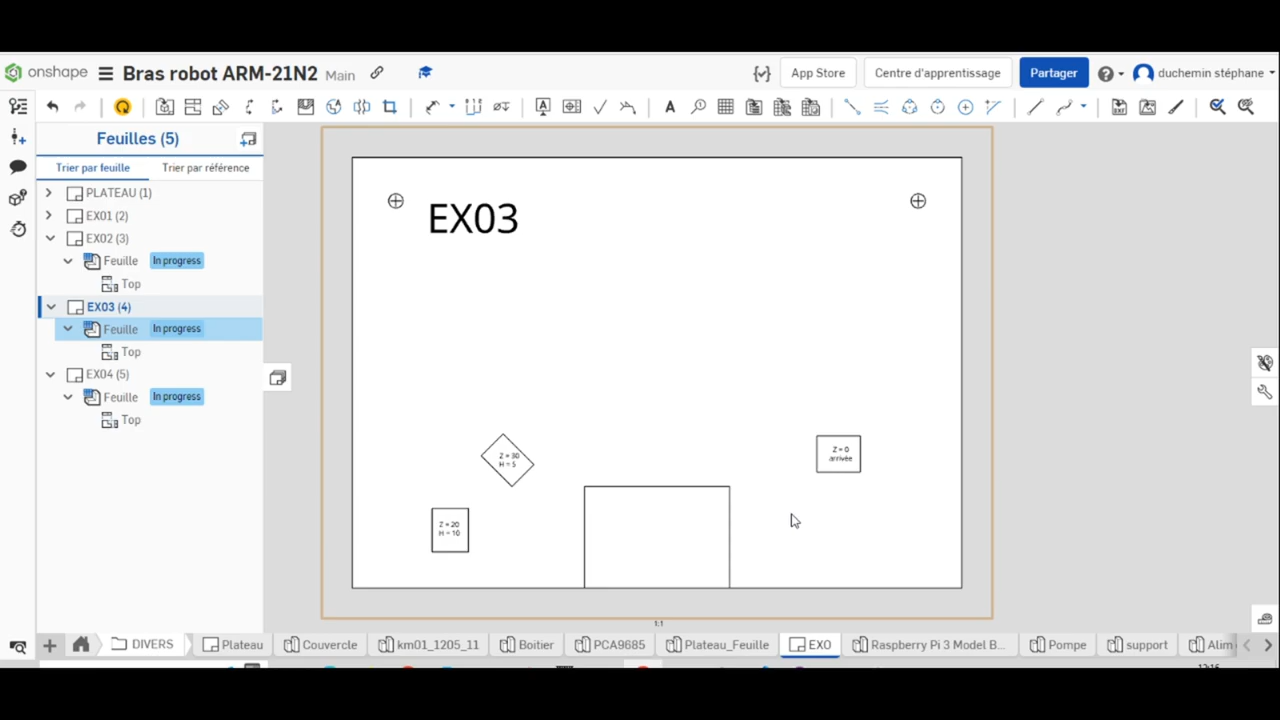 onshape
Bras robot ARM-21N2 Main
App Store
Centre d'apprentissage
Partager
duchemin stéphane
Feuilles (5)
Trier par feuille
Trier par référence
PLATEAU (1)
EX01 (2)
EX02 (3)
Feuille In progress
Top
EX03 (4)
Feuille In progress
Top
EX04 (5)
Feuille In progress
Top
EX03
Z = 30
H = 5
Z = 0
arrivée
Z = 20
H = 10
1:1
DIVERS
Plateau
Couvercle
km01_1205_11
Boitier
PCA9685
Plateau_Feuille
EX0
Raspberry Pi 3 Model B...
Pompe
support
Alim